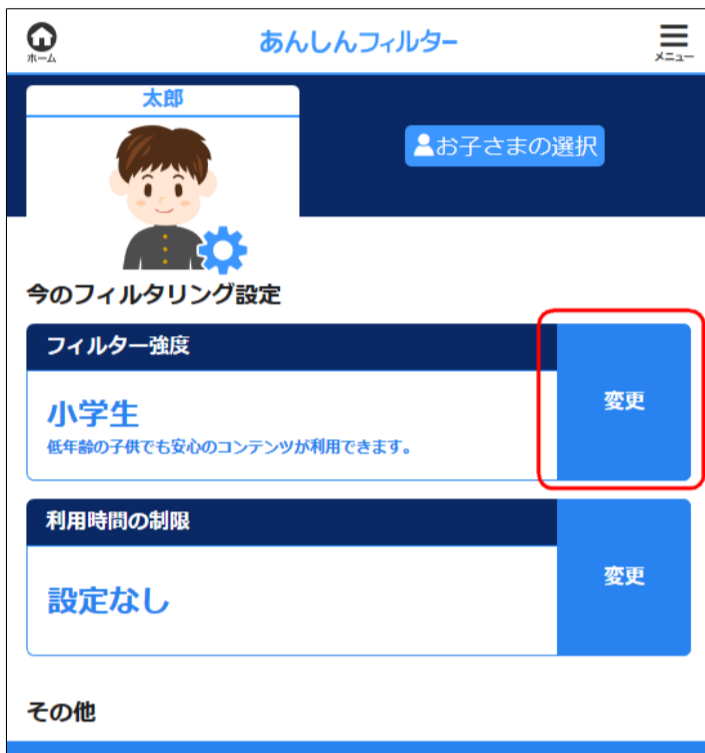 あんしんフィルター
ホーム
メニュー
太郎
お子さまの選択
今のフィルタリング設定
フィルター強度
変更
小学生
低年齢の子供でも安心のコンテンツが利用できます。
利用時間の制限
変更
設定なし
その他